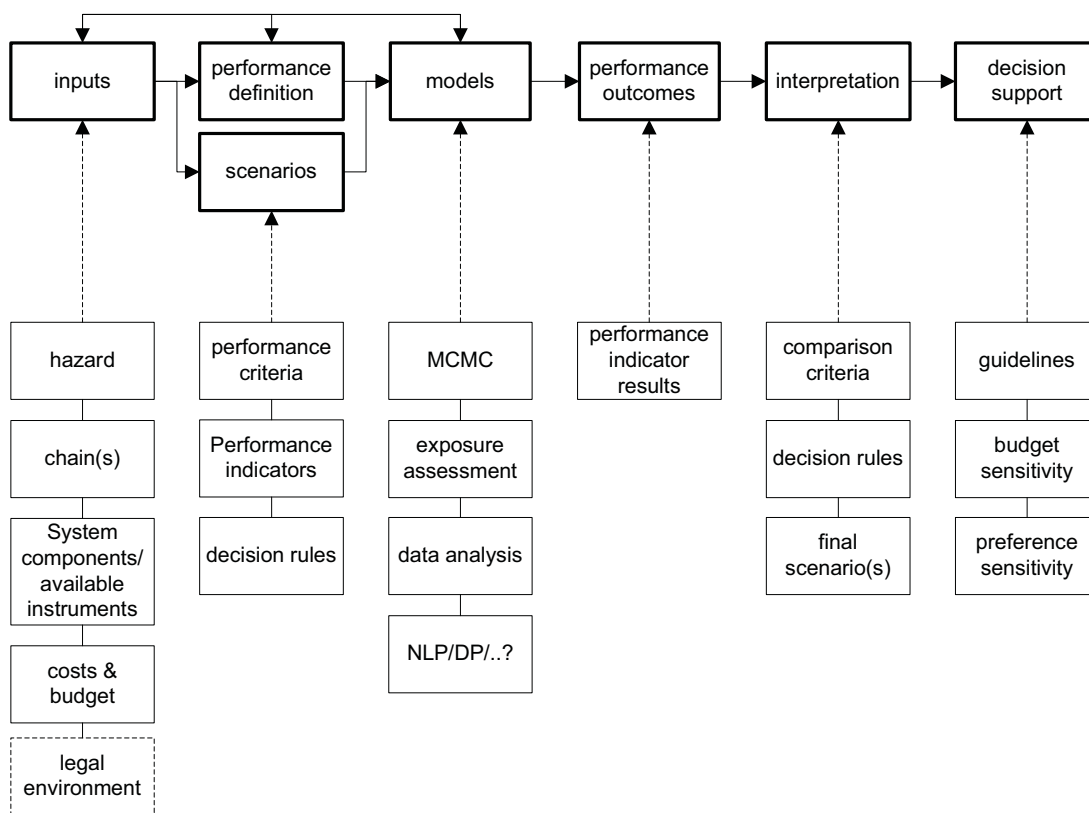 inputs
performance
definition
models
performance
outcomes
interpretation
decision
support
scenarios
hazard
chain(s)
System
components/
available
instruments
costs &
budget
legal
environment
performance
criteria
Performance
indicators
decision rules
MCMC
exposure
assessment
data analysis
NLP/DP/..?
performance
indicator
results
comparison
criteria
decision rules
final
scenario(s)
guidelines
budget
sensitivity
preference
sensitivity